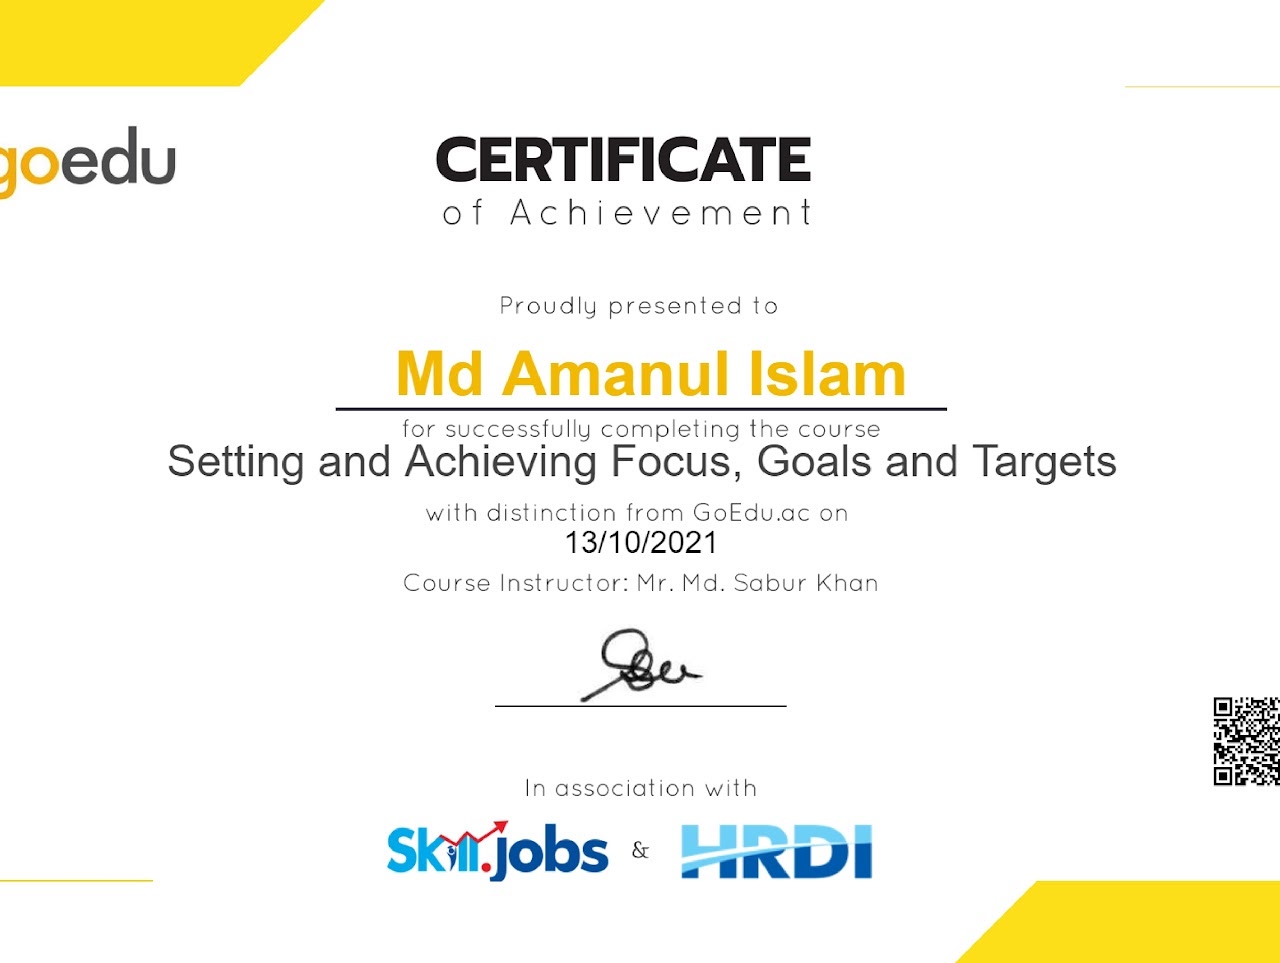 goedu
CERTIFICATE
of Achievement
Proudly presented to
Md Amanul Islam
for successfully completing the course
Setting and Achieving Focus, Goals and Targets
with distinction from GoEdu.ac on
13/10/2021
Course Instructor: Mr. Md. Sabur Khan
In association with
Skill.jobs & HRDI